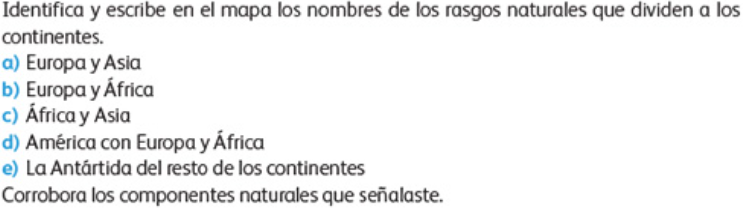 Identifica y escribe en el mapa los nombres de los rasgos naturales que dividen a los
continentes.
a) Europa y Asia
b) Europa y África
c) África y Asia
d) América con Europa y África
e) La Antártida del resto de los continentes
Corrobora los componentes naturales que señalaste.